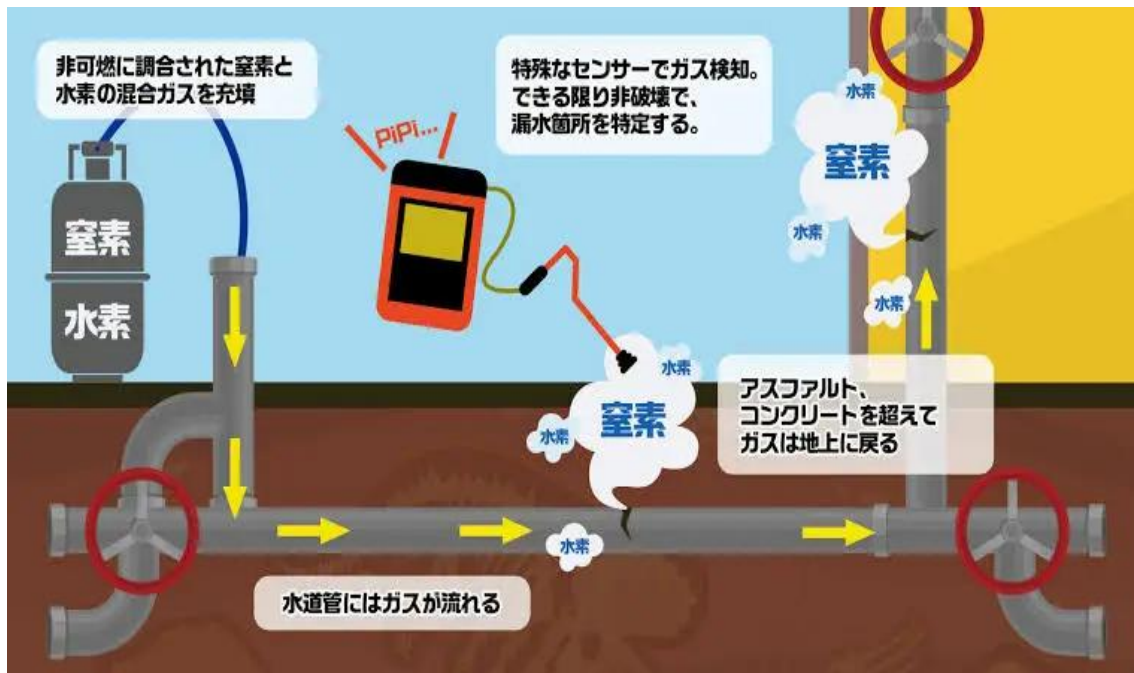 非可燃に調合された窒素と
水素の混合ガスを充填
特殊なセンサーでガス検知。
できる限り非破壊で、
漏水箇所を特定する。
PiPi...
窒素
水素
水素
窒素
水素
水素
水素
窒素
水素
水素
アスファルト、
コンクリートを超えて
ガスは地上に戻る
水道管にはガスが流れる